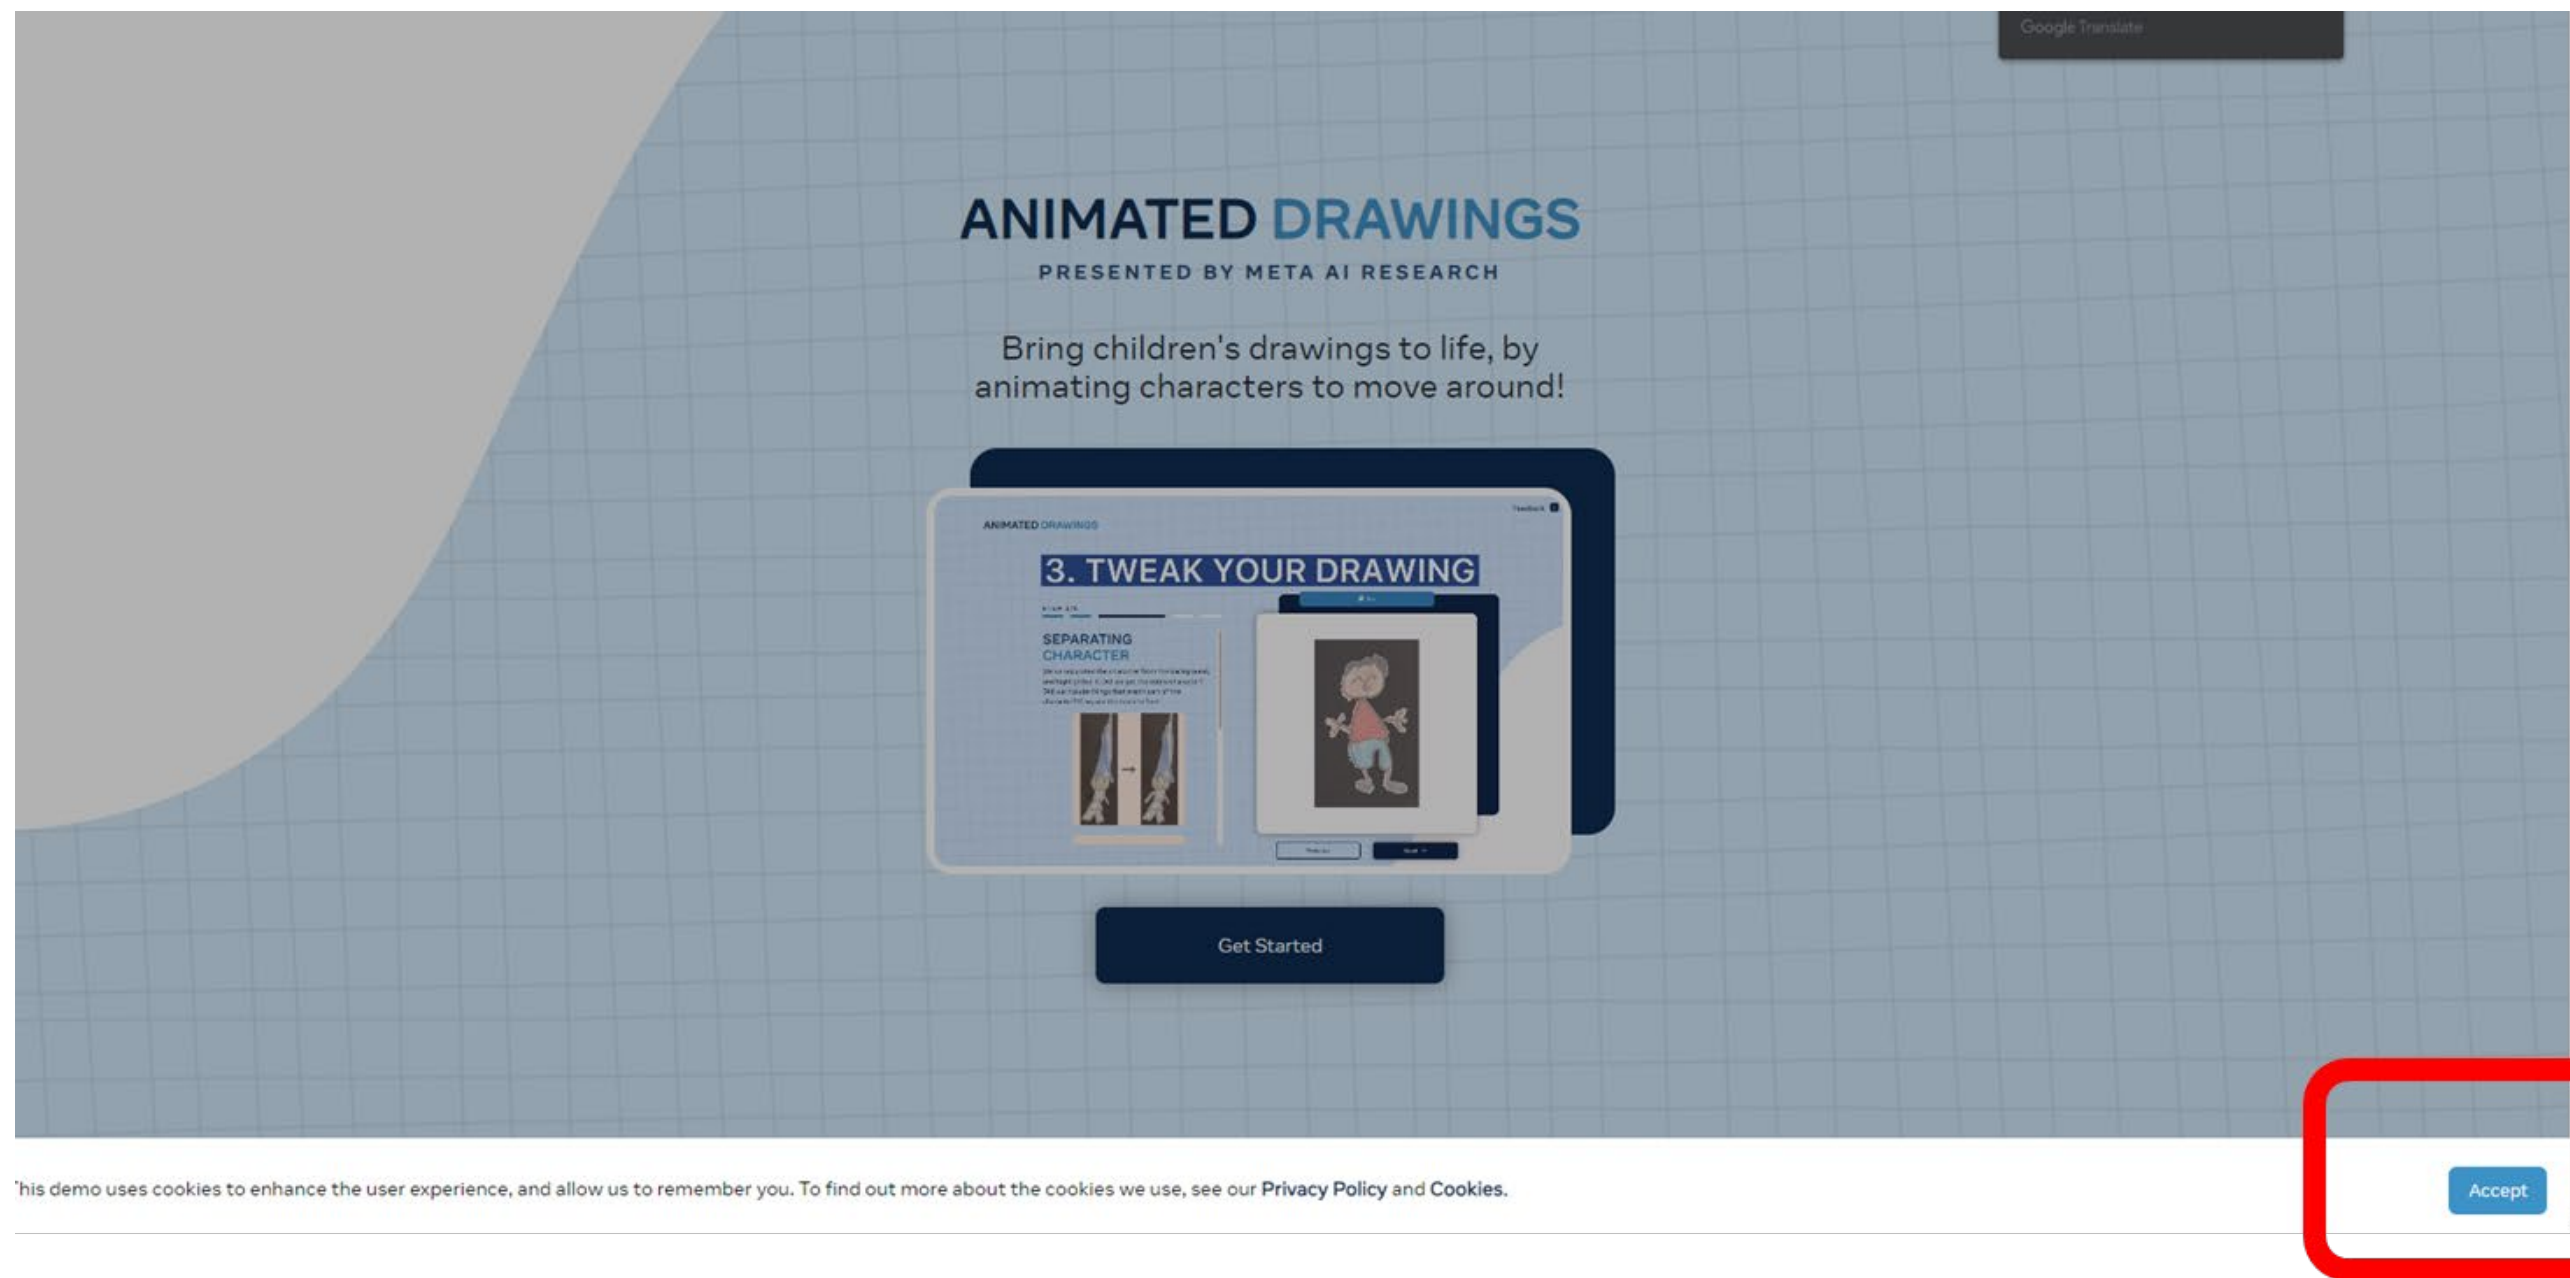 Google Translate
ANIMATED DRAWINGS
PRESENTED BY META AI RESEARCH
Bring children's drawings to life, by
animating characters to move around!
Feedback
ANIMATED DRAWINGS
3. TWEAK YOUR DRAWING
SEPARATING
CHARACTER
Get Started
his demo uses cookies to enhance the user experience, and allow us to remember you. To find out more about the cookies we use, see our Privacy Policy and Cookies.
Accept